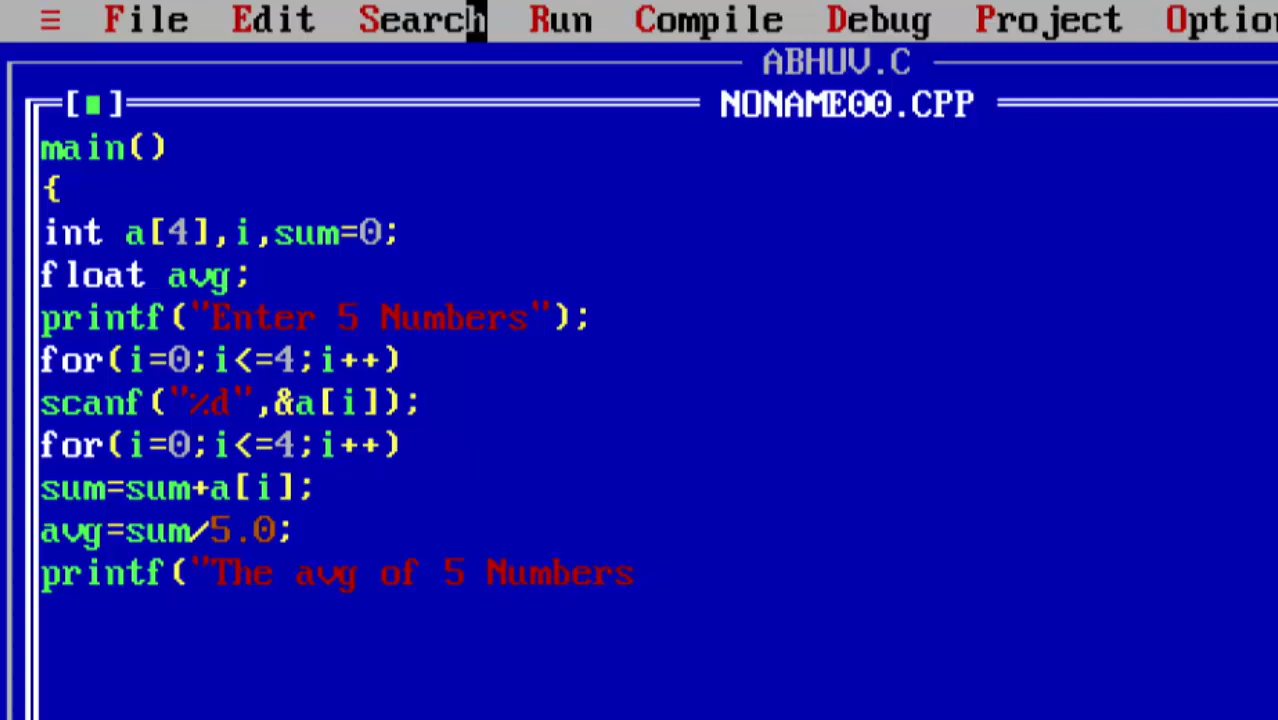 ≡ File Edit Search Run Compile Debug Project Optio
ABHUV.C
[■] NONAME00.CPP
main()
{
int a[4],i,sum=0;
float avg;
printf("Enter 5 Numbers");
for(i=0;i<=4;i++)
scanf("%d",&a[i]);
for(i=0;i<=4;i++)
sum=sum+a[i];
avg=sum/5.0;
printf("The avg of 5 Numbers